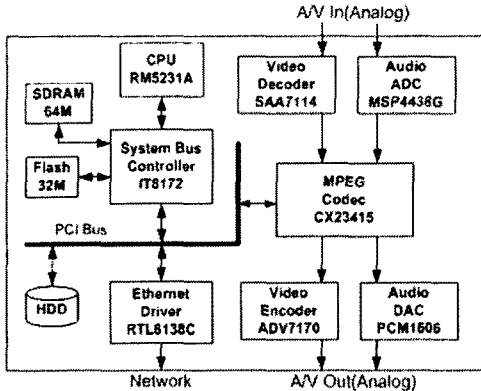 A/V In(Analog)
CPU
RM5231A
Video
Decoder
SAA7114
Audio
ADC
MSP4438G
SDRAM
64M
System Bus
Controller
IT8172
Flash
32M
MPEG
Codec
CX23415
PCI Bus
HDD
Ethernet
Driver
RTL8138C
Video
Encoder
ADV7170
Audio
DAC
PCM1606
Network
A/V Out(Analog)